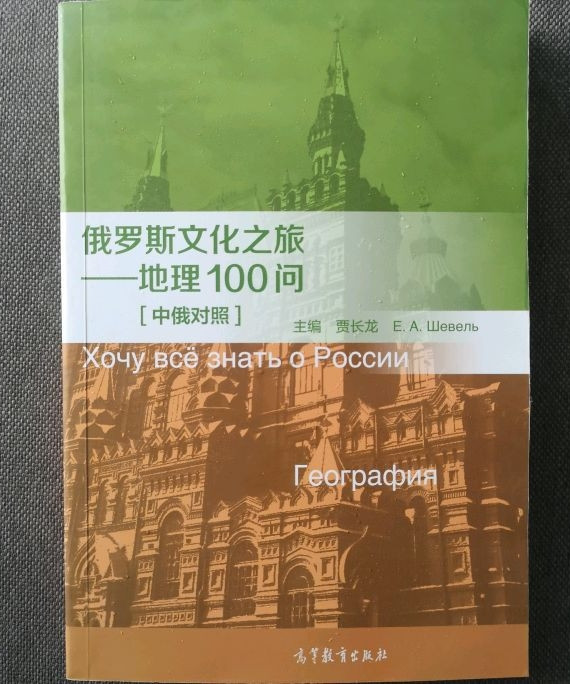 俄罗斯文化之旅
——地理100问
[中俄对照]
主编 贾长龙 Е. А. Шевель
Хочу всё знать о России
География
高等教育出版社